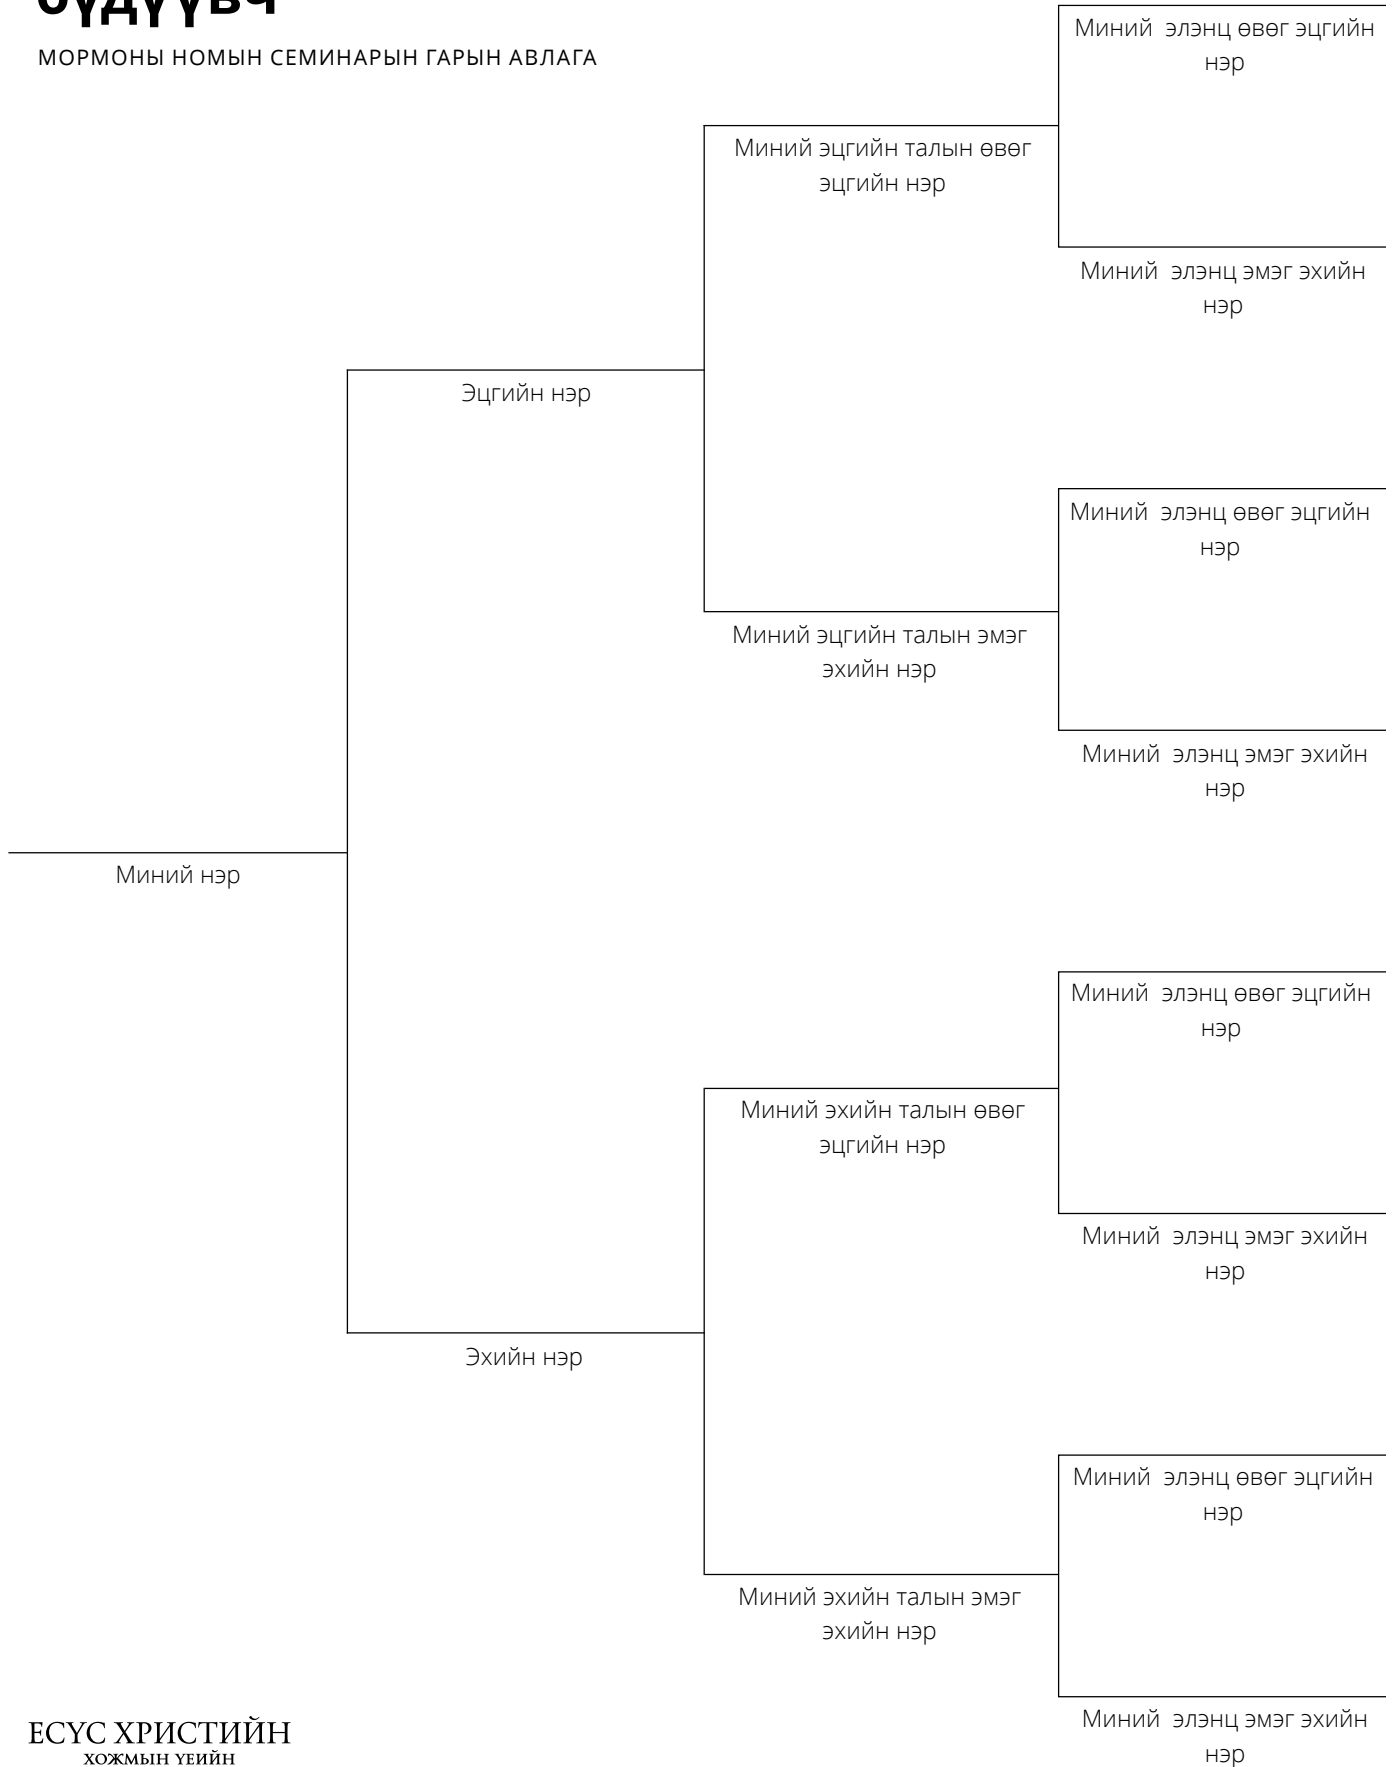 бүдүүвч
МОРМОНЫ НОМЫН СЕМИНАРЫН ГАРЫН АВЛАГА
Миний элэнц өвөг эцгийн
нэр
Миний эцгийн талын өвөг
эцгийн нэр
Миний элэнц эмэг эхийн
нэр
Эцгийн нэр
Миний элэнц өвөг эцгийн
нэр
Миний эцгийн талын эмэг
эхийн нэр
Миний элэнц эмэг эхийн
нэр
Миний нэр
Миний элэнц өвөг эцгийн
нэр
Миний эхийн талын өвөг
эцгийн нэр
Миний элэнц эмэг эхийн
нэр
Эхийн нэр
Миний элэнц өвөг эцгийн
нэр
Миний эхийн талын эмэг
эхийн нэр
Миний элэнц эмэг эхийн
нэр
ЕСҮС ХРИСТИЙН
ХОЖМЫН ҮЕИЙН